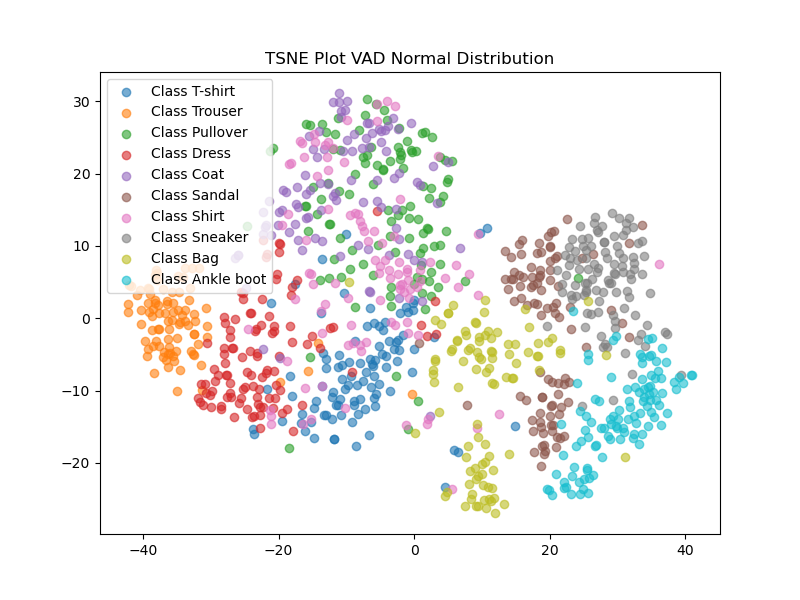 TSNE Plot VAD Normal Distribution
Class T-shirt
Class Trouser
Class Pullover
Class Dress
Class Coat
Class Sandal
Class Shirt
Class Sneaker
Class Bag
Class Ankle boot
30
20
10
0
−10
−20
−40 −20 0 20 40